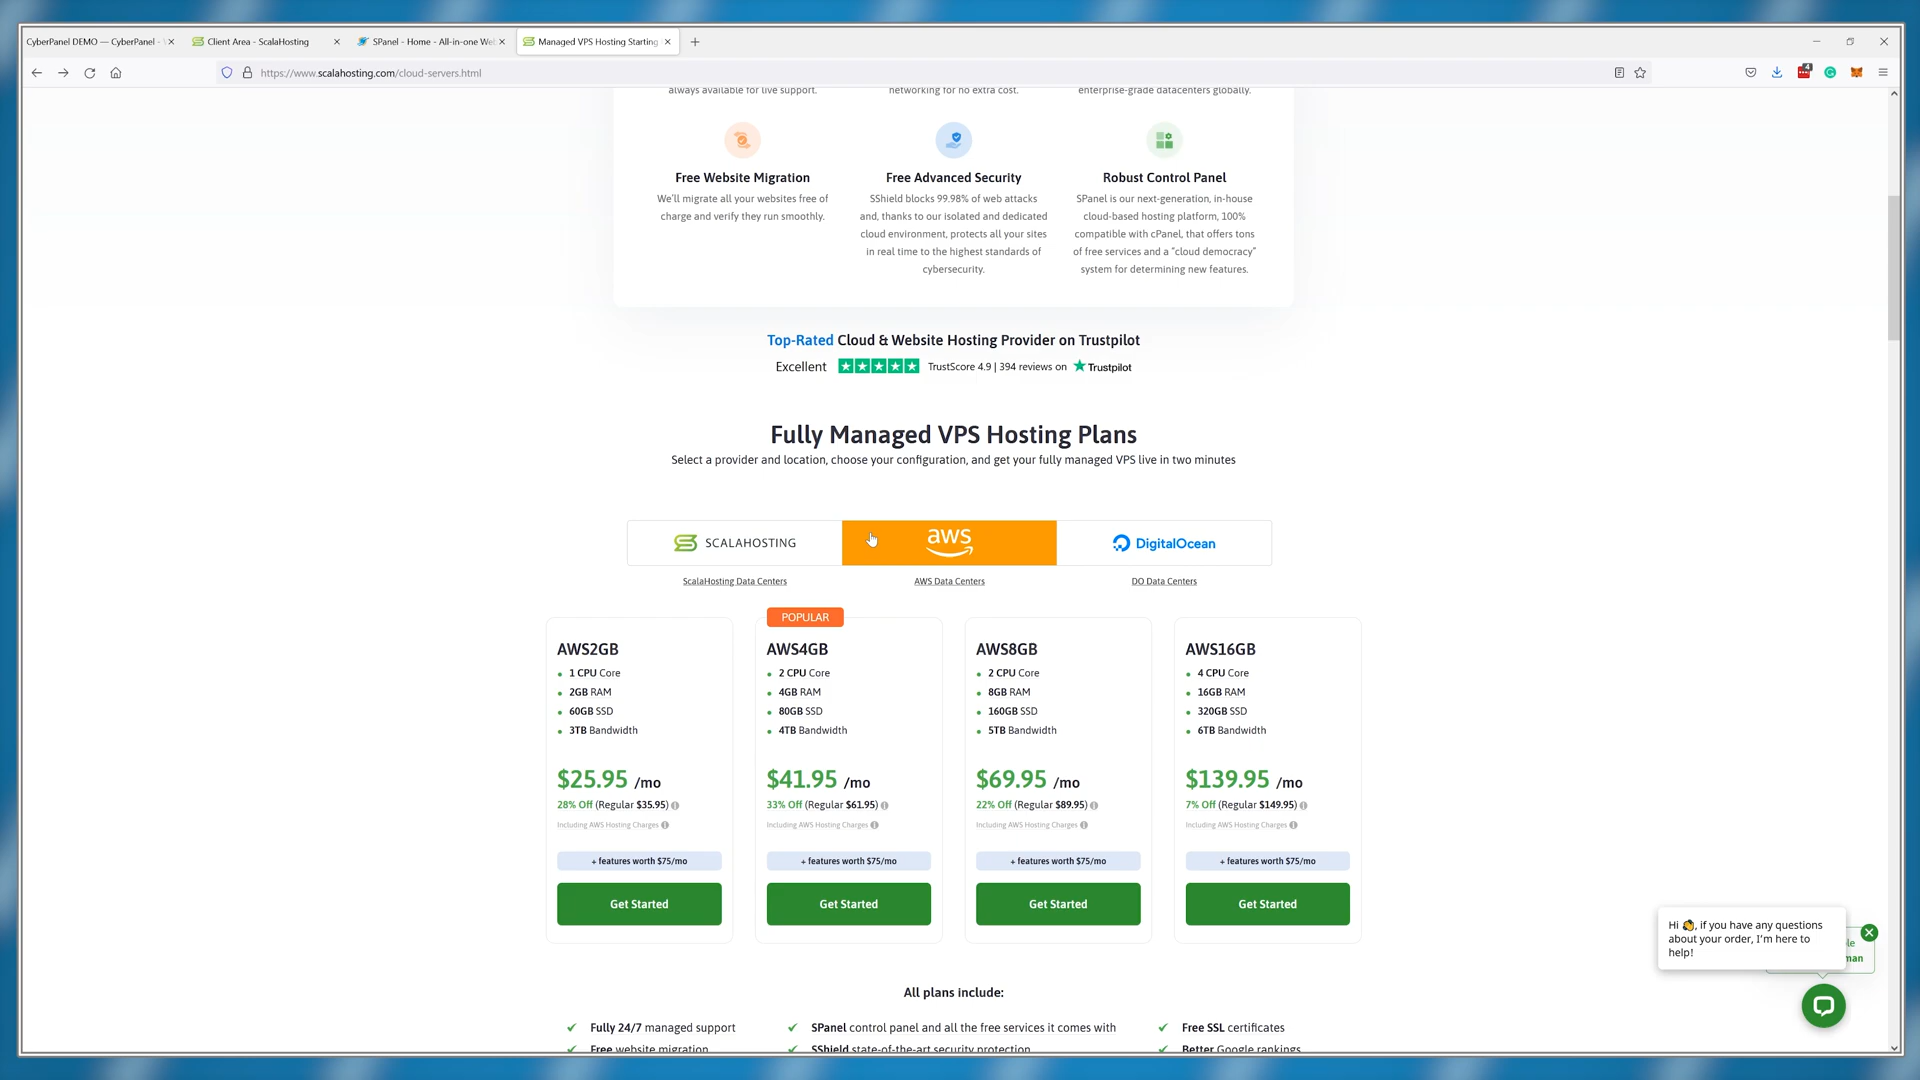 CyberPanel DEMO — CyberPanel -
Client Area - ScalaHosting
SPanel - Home - All-in-one We
Managed VPS Hosting Starting
https://www.scalahosting.com/cloud-servers.html
4
always available for live support.
networking for no extra cost.
enterprise-grade datacenters globally.
Free Website Migration
We'll migrate all your websites free of
charge and verify they run smoothly.
Free Advanced Security
SShield blocks 99.98% of web attacks
and, thanks to our isolated and dedicated
cloud environment, protects all your sites
in real time to the highest standards of
cybersecurity.
Robust Control Panel
SPanel is our next-generation, in-house
cloud-based hosting platform, 100%
compatible with cPanel, that offers tons
of free services and a "cloud democracy"
system for determining new features.
Top-Rated Cloud & Website Hosting Provider on Trustpilot
Excellent TrustScore 4.9 | 394 reviews on Trustpilot
Fully Managed VPS Hosting Plans
Select a provider and location, choose your configuration, and get your fully managed VPS live in two minutes
SCALAHOSTING
aws
DigitalOcean
ScalaHosting Data Centers
AWS Data Centers
DO Data Centers
AWS2GB
1 CPU Core
2GB RAM
60GB SSD
3TB Bandwidth
$25.95 /mo
28% Off (Regular $35.95)
Including AWS Hosting Charges
+ features worth $75/mo
Get Started
POPULAR
AWS4GB
2 CPU Core
4GB RAM
80GB SSD
4TB Bandwidth
$41.95 /mo
33% Off (Regular $61.95)
Including AWS Hosting Charges
+ features worth $75/mo
Get Started
AWS8GB
2 CPU Core
8GB RAM
160GB SSD
5TB Bandwidth
$69.95 /mo
22% Off (Regular $89.95)
Including AWS Hosting Charges
+ features worth $75/mo
Get Started
AWS16GB
4 CPU Core
16GB RAM
320GB SSD
6TB Bandwidth
$139.95 /mo
7% Off (Regular $149.95)
Including AWS Hosting Charges
+ features worth $75/mo
Get Started
Hi , if you have any questions
about your order, I'm here to
help!
All plans include:
Fully 24/7 managed support
SPanel control panel and all the free services it comes with
Free SSL certificates
Free website migration
SShield state-of-the-art security protection
Better Google rankings